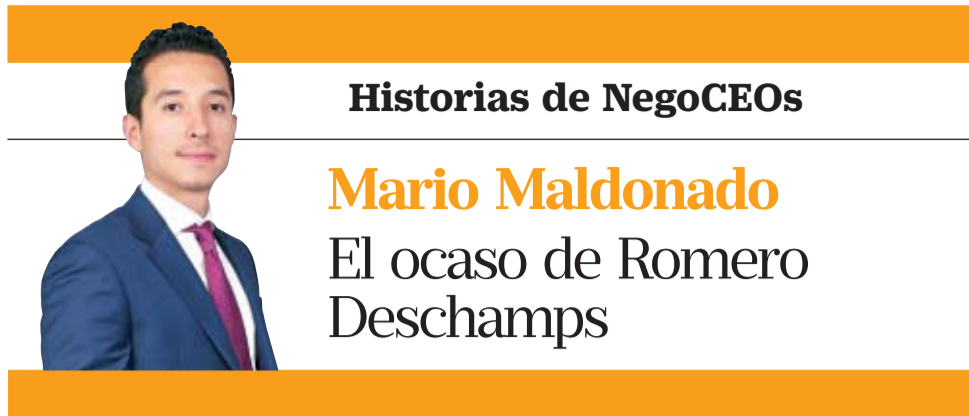 Historias de NegoCEOs
Mario Maldonado
El ocaso de Romero
Deschamps